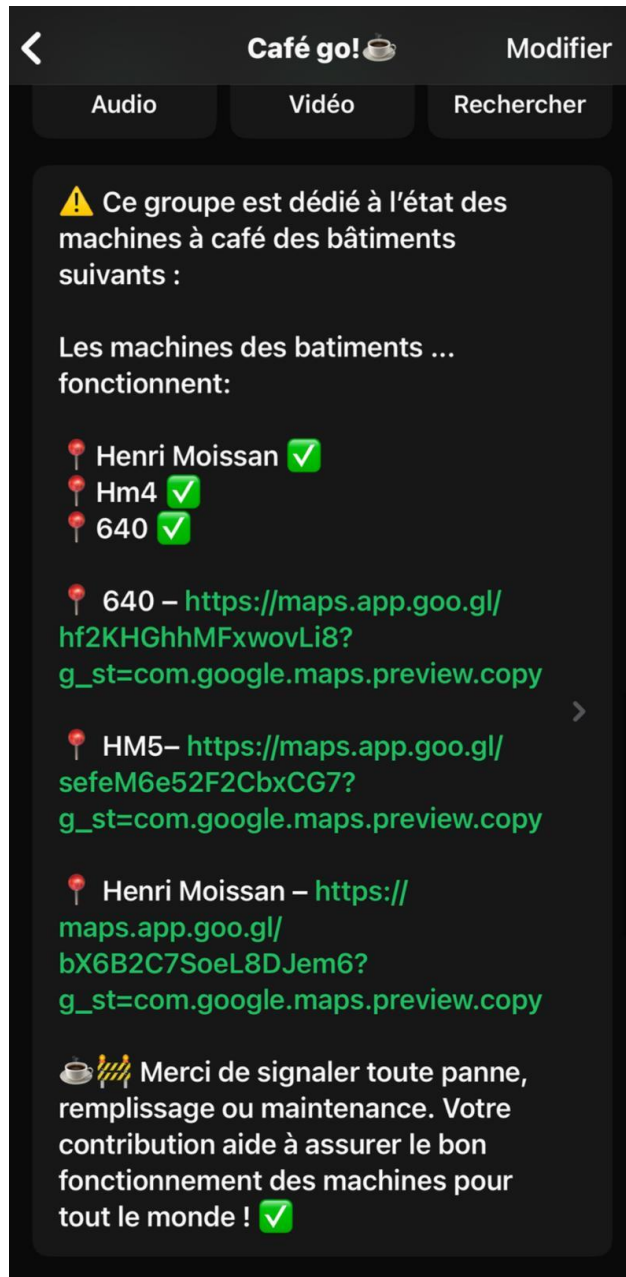 Café go!☕ Modifier
Audio Vidéo Rechercher
⚠️ Ce groupe est dédié à l’état des
machines à café des bâtiments
suivants :
Les machines des batiments ...
fonctionnent:
📍 Henri Moissan ✅
📍 Hm4 ✅
📍 640 ✅
📍 640 – https://maps.app.goo.gl/
hf2KHGhhMFxwovLi8?
g_st=com.google.maps.preview.copy
📍 HM5– https://maps.app.goo.gl/
sefeM6e52F2CbxCG7?
g_st=com.google.maps.preview.copy
📍 Henri Moissan – https://
maps.app.goo.gl/
bX6B2C7SoeL8DJem6?
g_st=com.google.maps.preview.copy
☕🚧 Merci de signaler toute panne,
remplissage ou maintenance. Votre
contribution aide à assurer le bon
fonctionnement des machines pour
tout le monde ! ✅